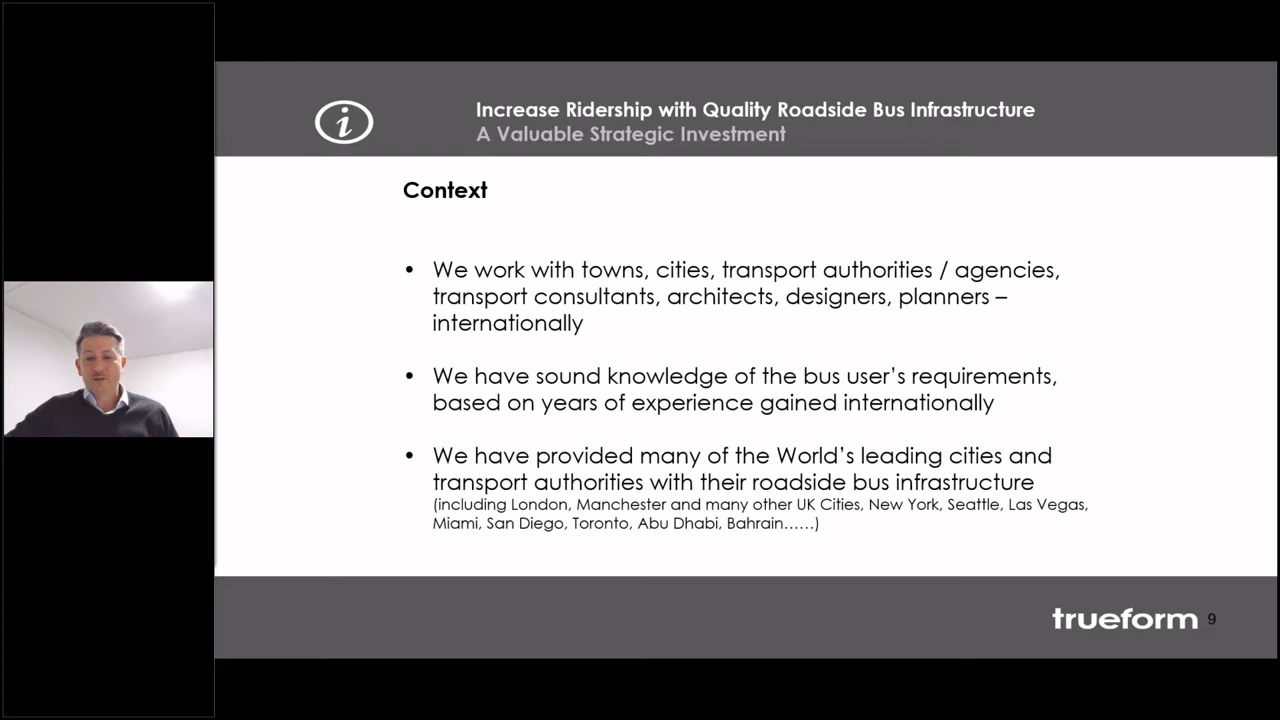 Increase Ridership with Quality Roadside Bus Infrastructure
A Valuable Strategic Investment
Context
• We work with towns, cities, transport authorities / agencies,
transport consultants, architects, designers, planners –
internationally
• We have sound knowledge of the bus user’s requirements,
based on years of experience gained internationally
• We have provided many of the World’s leading cities and
transport authorities with their roadside bus infrastructure
(including London, Manchester and many other UK Cities, New York, Seattle, Las Vegas,
Miami, San Diego, Toronto, Abu Dhabi, Bahrain……)
trueform 9